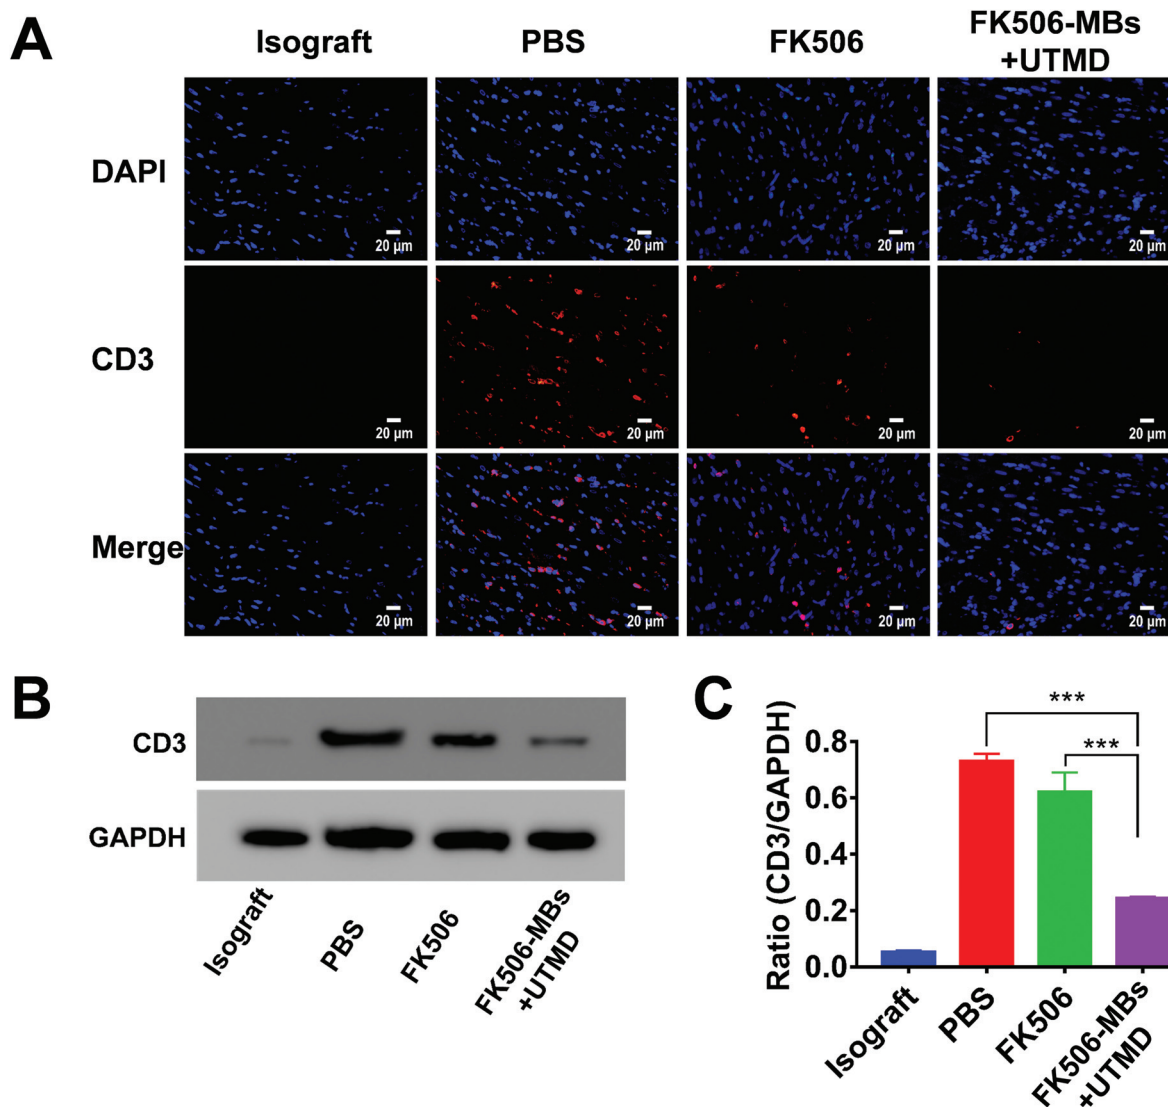 A
Isograft
PBS
FK506
FK506-MBs
+UTMD
DAPI
20 µm
20 µm
20 µm
20 µm
CD3
20 µm
20 µm
20 µm
20 µm
Merge
20 µm
20 µm
20 µm
20 µm
B
CD3
GAPDH
Isograft
PBS
FK506
FK506-MBs
+UTMD
C
Ratio (CD3/GAPDH)
0.8
0.6
0.4
0.2
0.0
***
***
Isograft
PBS
FK506
FK506-MBs
+UTMD